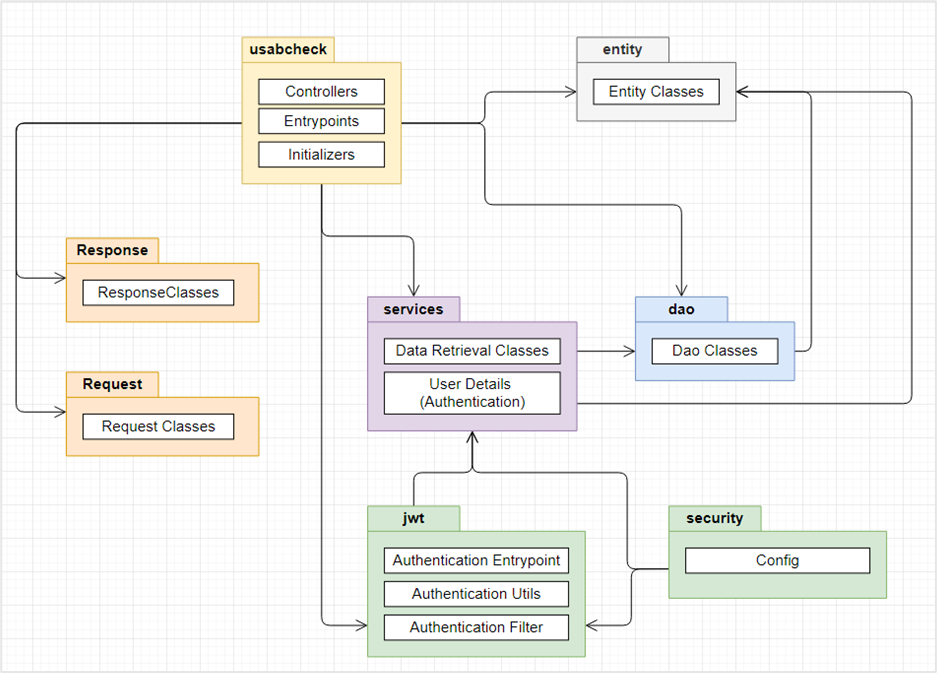 usabcheck
Controllers
Entrypoints
Initializers
entity
Entity Classes
Response
ResponseClasses
Request
Request Classes
services
Data Retrieval Classes
User Details
(Authentication)
dao
Dao Classes
jwt
Authentication Entrypoint
Authentication Utils
Authentication Filter
security
Config